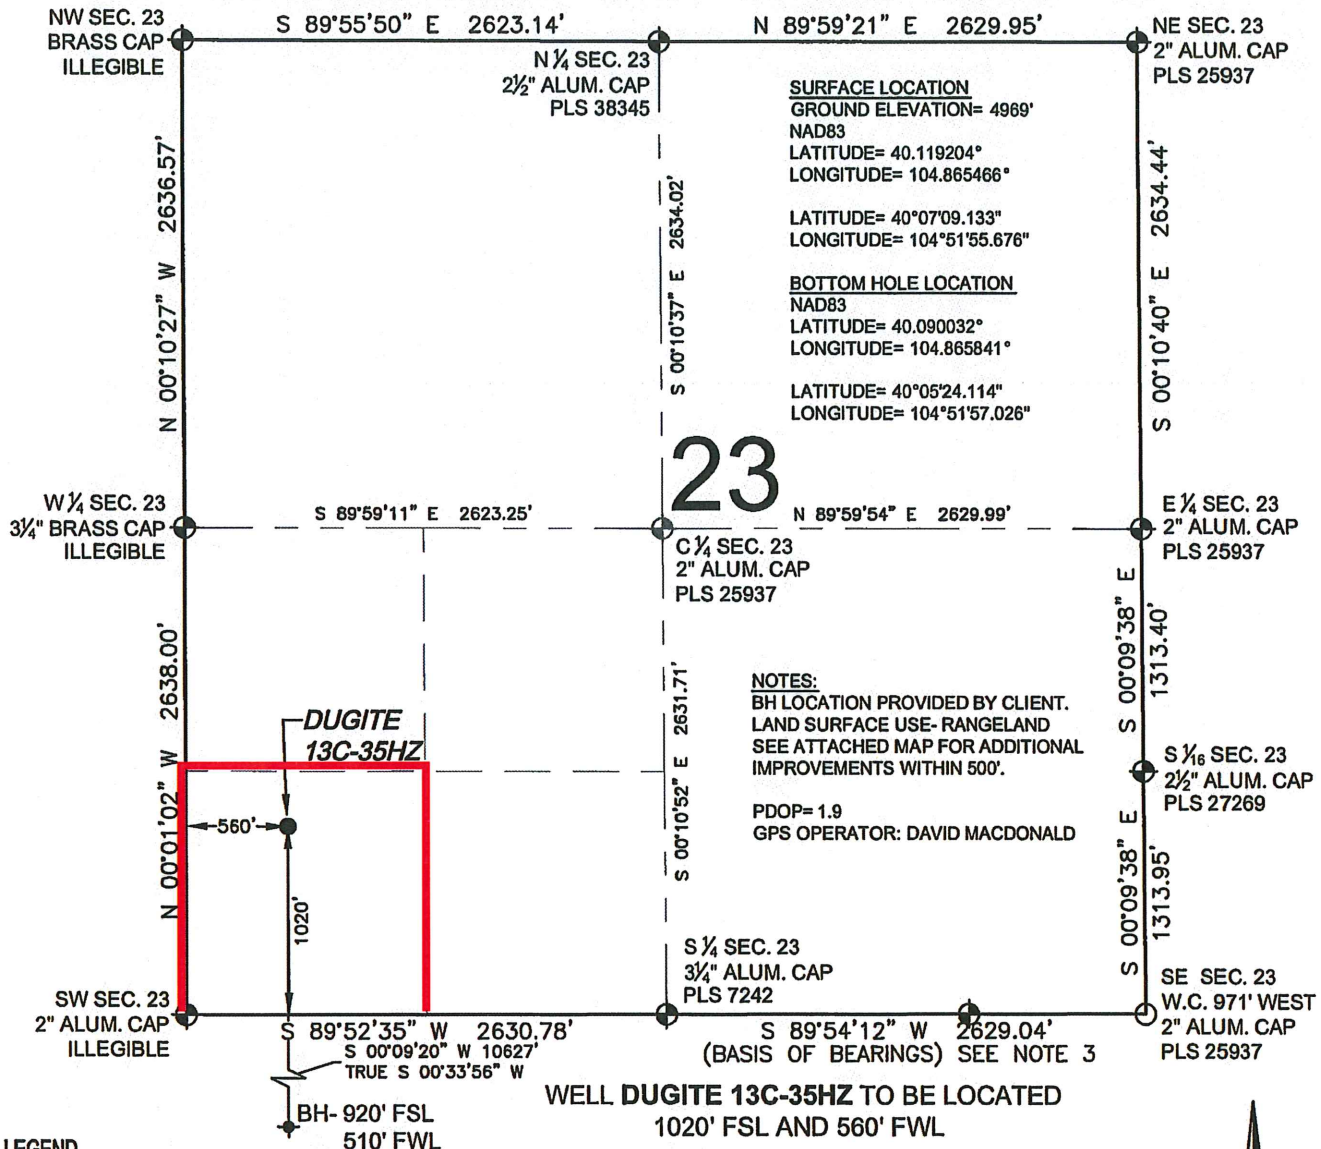 NW SEC. 23
BRASS CAP
ILLEGIBLE
S 89°55'50" E 2623.14'
N ¼ SEC. 23
2½" ALUM. CAP
PLS 38345
N 89°59'21" E 2629.95'
NE SEC. 23
2" ALUM. CAP
PLS 25937
SURFACE LOCATION
GROUND ELEVATION= 4969'
NAD83
LATITUDE= 40.119204°
LONGITUDE= 104.865466°
LATITUDE= 40°07'09.133"
LONGITUDE= 104°51'55.676"
BOTTOM HOLE LOCATION
NAD83
LATITUDE= 40.090032°
LONGITUDE= 104.865841°
LATITUDE= 40°05'24.114"
LONGITUDE= 104°51'57.026"
N 00°10'27" W 2636.57'
S 00°10'37" E 2634.02'
S 00°10'40" E 2634.44'
23
W ¼ SEC. 23
3¼" BRASS CAP
ILLEGIBLE
S 89°59'11" E 2623.25'
N 89°59'54" E 2629.99'
C ¼ SEC. 23
2" ALUM. CAP
PLS 25937
E ¼ SEC. 23
2" ALUM. CAP
PLS 25937
N 00°01'02" W 2638.00'
DUGITE
13C-35HZ
560'
1020'
S 00°10'52" E 2631.71'
NOTES:
BH LOCATION PROVIDED BY CLIENT.
LAND SURFACE USE- RANGELAND
SEE ATTACHED MAP FOR ADDITIONAL
IMPROVEMENTS WITHIN 500'.
PDOP= 1.9
GPS OPERATOR: DAVID MACDONALD
S 00°09'38" E
1313.40'
S 1/16 SEC. 23
2½" ALUM. CAP
PLS 27269
S 00°09'38" E
1313.95'
SW SEC. 23
2" ALUM. CAP
ILLEGIBLE
S 89°52'35" W 2630.78'
S 00°09'20" W 10627'
TRUE S 00°33'56" W
S ¼ SEC. 23
3¼" ALUM. CAP
PLS 7242
S 89°54'12" W 2629.04'
(BASIS OF BEARINGS) SEE NOTE 3
SE SEC. 23
W.C. 971' WEST
2" ALUM. CAP
PLS 25937
BH- 920' FSL
510' FWL
WELL DUGITE 13C-35HZ TO BE LOCATED
1020' FSL AND 560' FWL
LEGEND